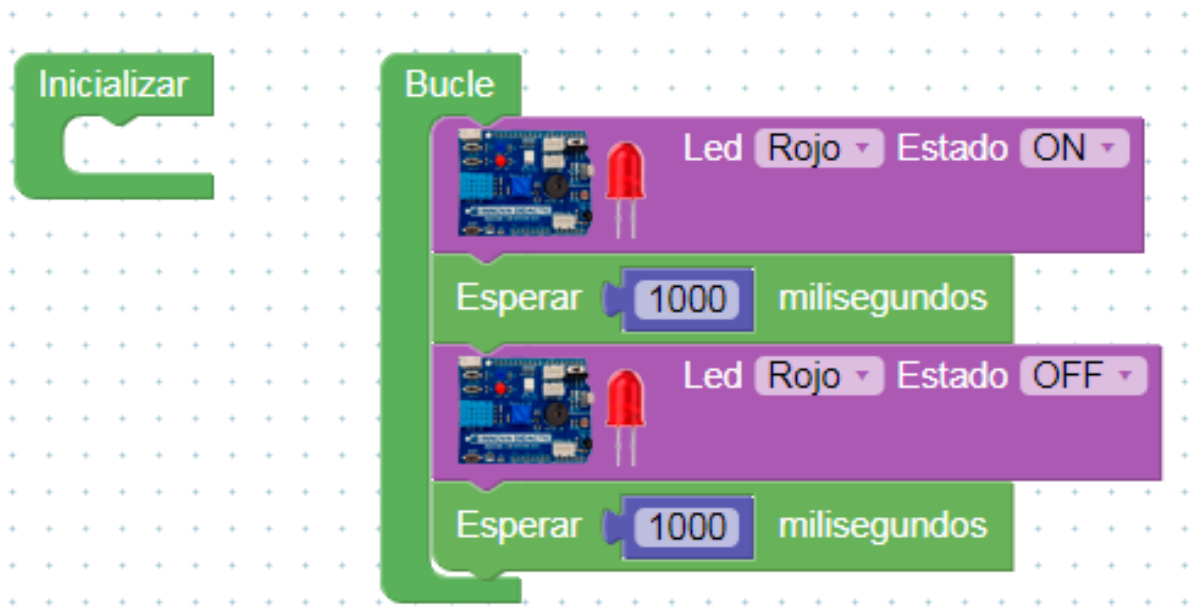 Inicializar
Bucle
Led Rojo Estado ON
Esperar 1000 milisegundos
Led Rojo Estado OFF
Esperar 1000 milisegundos